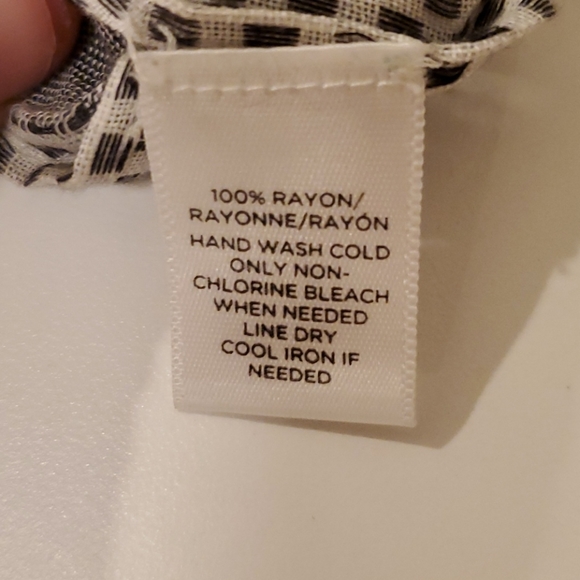 100% RAYON/
RAYONNE/RAYÓN
HAND WASH COLD
ONLY NON-
CHLORINE BLEACH
WHEN NEEDED
LINE DRY
COOL IRON IF
NEEDED